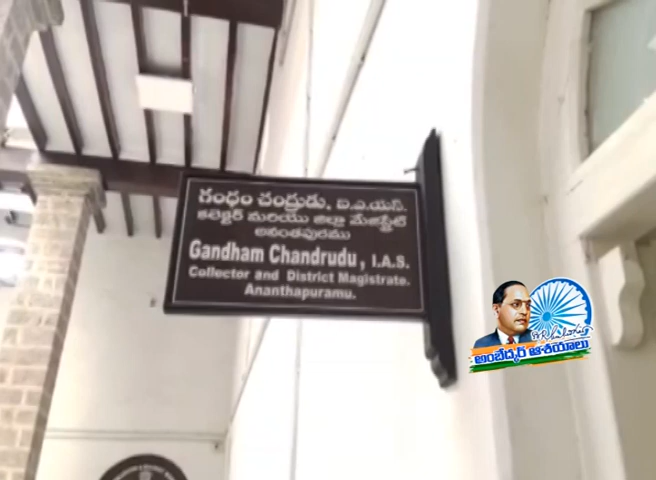 గంధం చంద్రుడు, ఐ.ఎ.యస్.
కలెక్టర్ మరియు జిల్లా మేజిస్ట్రేట్
అనంతపురము
Gandham Chandrudu, I.A.S.
Collector and District Magistrate.
Ananthapuramu.
అంబేద్కర్ ఆశయాలు